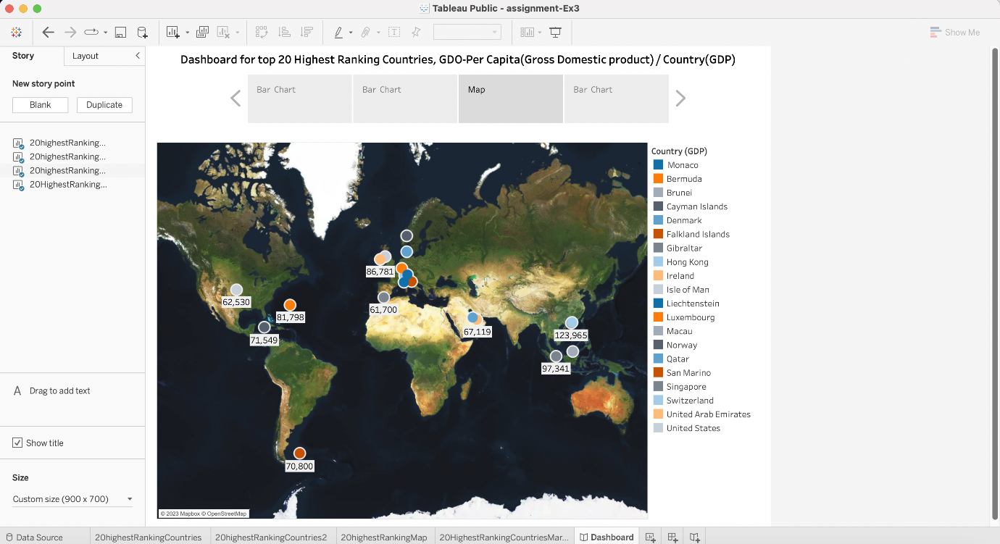 Tableau Public - assignment-Ex3
Show Me
Story
Layout
New story point
Blank
Duplicate
20highestRanking...
20highestRanking...
20highestRanking...
20HighestRanking...
A Drag to add text
Show title
Size
Custom size (900 x 700)
Dashboard for top 20 Highest Ranking Countries, GDO-Per Capita(Gross Domestic product) / Country(GDP)
Bar Chart
Bar Chart
Map
Bar Chart
86,781
62,530
81,798
61,700
71,549
67,119
123,965
97,341
70,800
© 2023 Mapbox © OpenStreetMap
Country (GDP)
Monaco
Bermuda
Brunei
Cayman Islands
Denmark
Falkland Islands
Gibraltar
Hong Kong
Ireland
Isle of Man
Liechtenstein
Luxembourg
Macau
Norway
Qatar
San Marino
Singapore
Switzerland
United Arab Emirates
United States
Data Source
20highestRankingCountries
20highestRankingCountries2
20highestRankingMap
20HighestRankingCountriesMar...
Dashboard